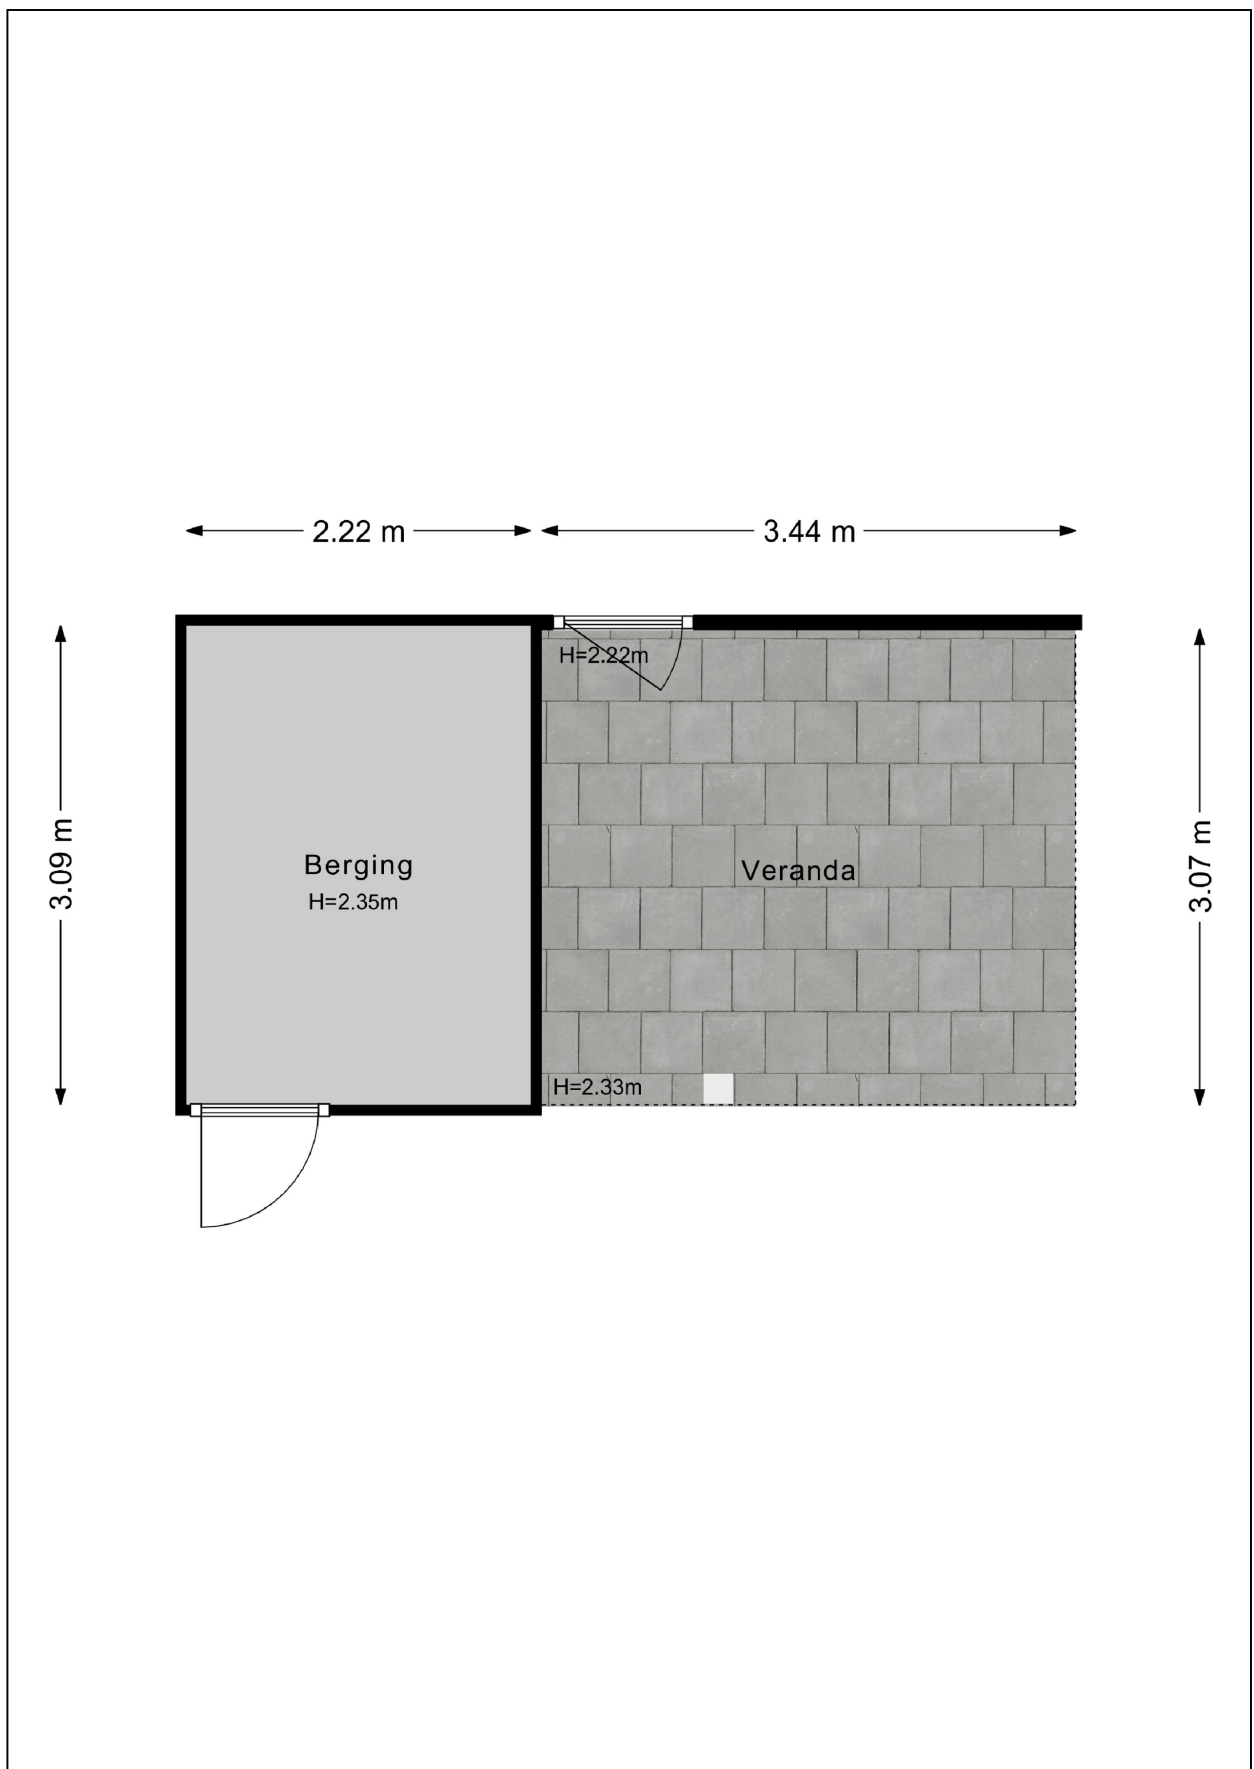 2.22 m
3.44 m
H=2.22m
3.09 m
Berging
H=2.35m
Veranda
3.07 m
H=2.33m